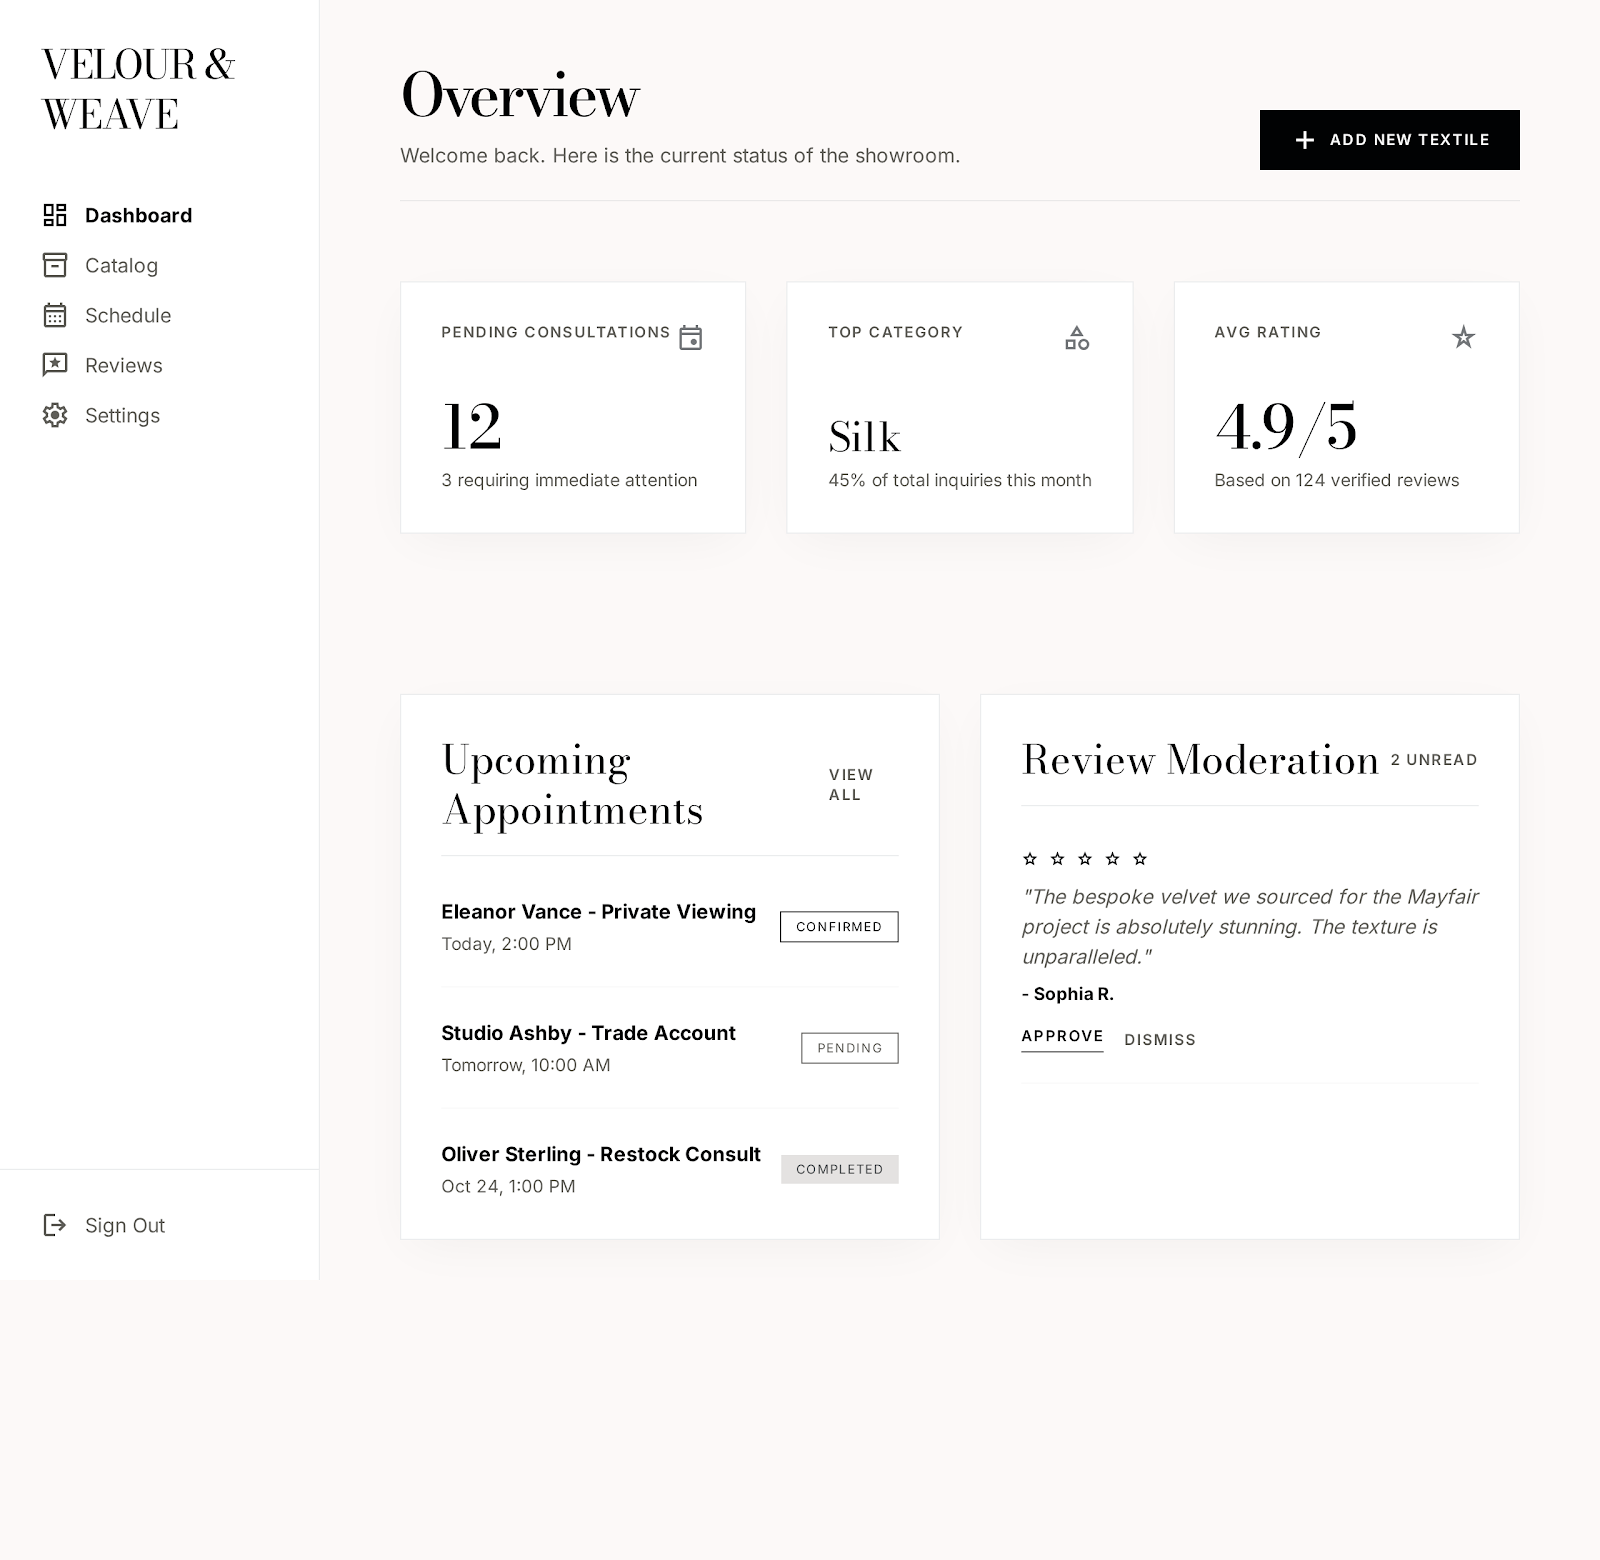 VELOUR &
WEAVE
Dashboard
Catalog
Schedule
Reviews
Settings
Sign Out
Overview
Welcome back. Here is the current status of the showroom.
ADD NEW TEXTILE
PENDING CONSULTATIONS
12
3 requiring immediate attention
TOP CATEGORY
Silk
45% of total inquiries this month
AVG RATING
4.9/5
Based on 124 verified reviews
Upcoming
Appointments
VIEW
ALL
Eleanor Vance - Private Viewing
Today, 2:00 PM
CONFIRMED
Studio Ashby - Trade Account
Tomorrow, 10:00 AM
PENDING
Oliver Sterling - Restock Consult
Oct 24, 1:00 PM
COMPLETED
Review Moderation
2 UNREAD
"The bespoke velvet we sourced for the Mayfair
project is absolutely stunning. The texture is
unparalleled."
- Sophia R.
APPROVE
DISMISS